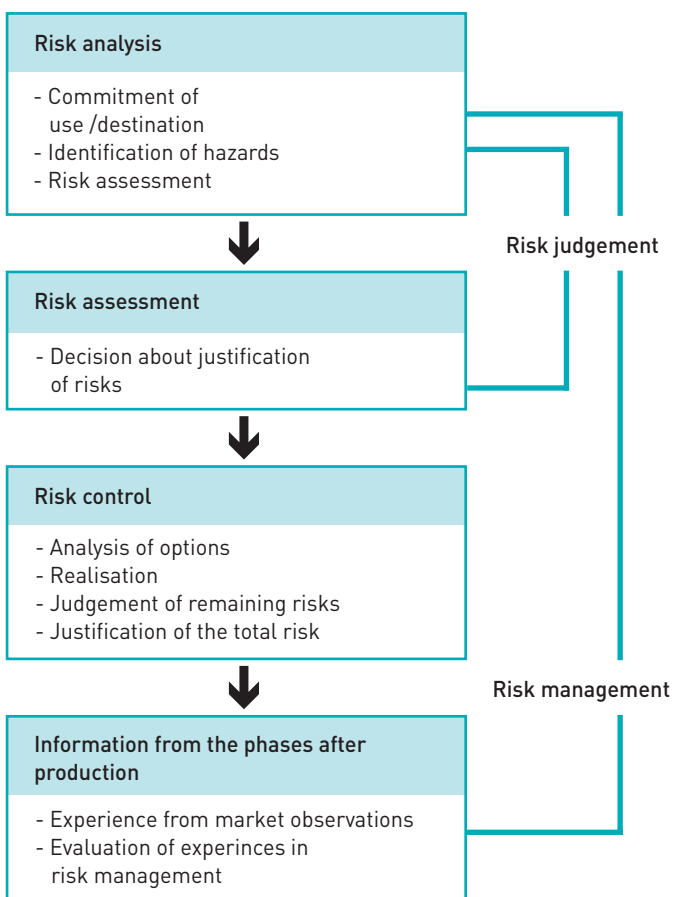 Risk analysis
- Commitment of
use /destination
- Identification of hazards
- Risk assessment
Risk judgement
Risk assessment
- Decision about justification
of risks
Risk control
- Analysis of options
- Realisation
- Judgement of remaining risks
- Justification of the total risk
Risk management
Information from the phases after
production
- Experience from market observations
- Evaluation of experinces in
risk management